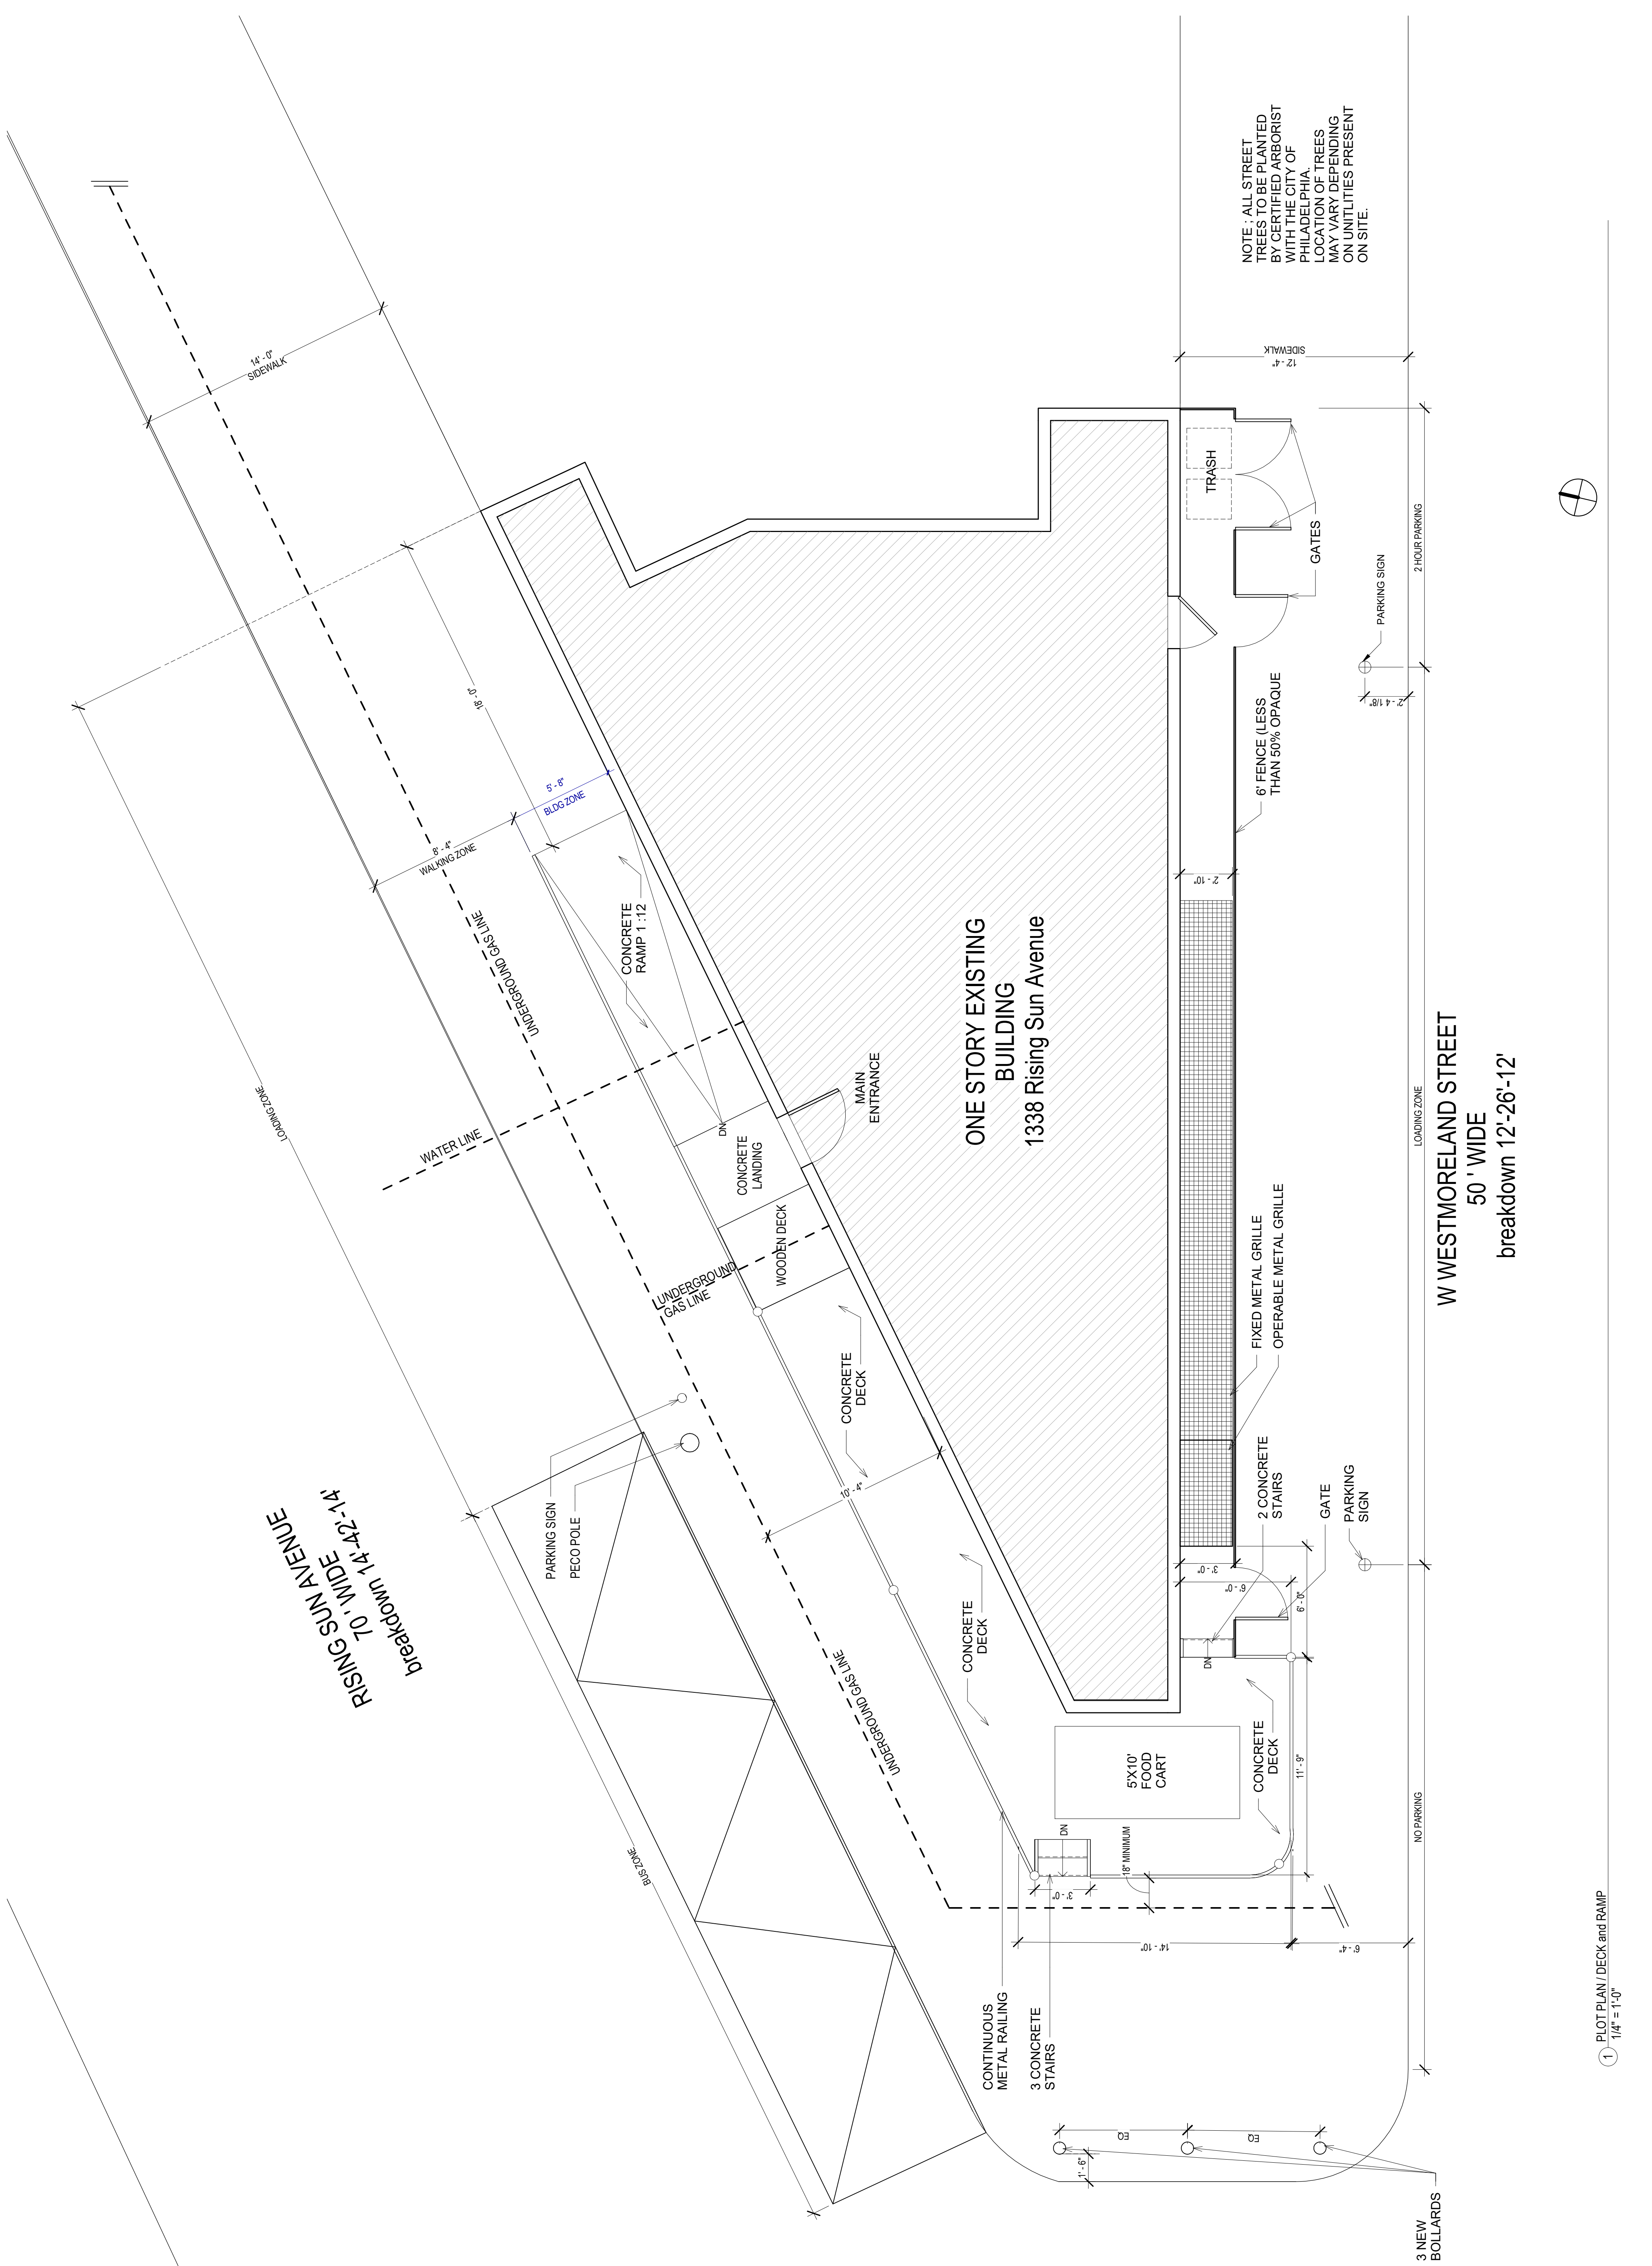 RISING SUN AVENUE
70 ' WIDE
breakdown 14'-42'-14'
BUS ZONE
LOADING ZONE
PARKING SIGN
PECO POLE
WATER LINE
UNDERGROUND
GAS LINE
UNDERGROUND GAS LINE
UNDERGROUND GAS LINE
14' - 0"
SIDEWALK
18' - 0"
8' - 4"
WALKING ZONE
5' - 8"
BLDG ZONE
CONCRETE
RAMP 1 :12
DN
CONCRETE
LANDING
WOODEN DECK
MAIN
ENTRANCE
CONCRETE
DECK
10' - 4"
CONCRETE
DECK
ONE STORY EXISTING
BUILDING
1338 Rising Sun Avenue
CONTINUOUS
METAL RAILING
3 CONCRETE
STAIRS
DN
3' - 0"
18" MINIMUM
5'X10'
FOOD
CART
CONCRETE
DECK
14' - 10"
6' - 4"
11' - 9"
6' - 0"
6' - 0"
3' - 0"
DN
2 CONCRETE
STAIRS
GATE
PARKING
SIGN
FIXED METAL GRILLE
OPERABLE METAL GRILLE
2' - 10"
6' FENCE (LESS
THAN 50% OPAQUE
TRASH
GATES
PARKING SIGN
2' - 4 1/8"
12' - 4"
SIDEWALK
NOTE ; ALL STREET
TREES TO BE PLANTED
BY CERTIFIED ARBORIST
WITH THE CITY OF
PHILADELPHIA.
LOCATION OF TREES
MAY VARY DEPENDING
ON UNITLITIES PRESENT
ON SITE.
EQ
EQ
1' - 6"
3 NEW
BOLLARDS
NO PARKING
LOADING ZONE
2 HOUR PARKING
W WESTMORELAND STREET
50 ' WIDE
breakdown 12'-26'-12'
1
PLOT PLAN / DECK and RAMP
1/4" = 1'-0"